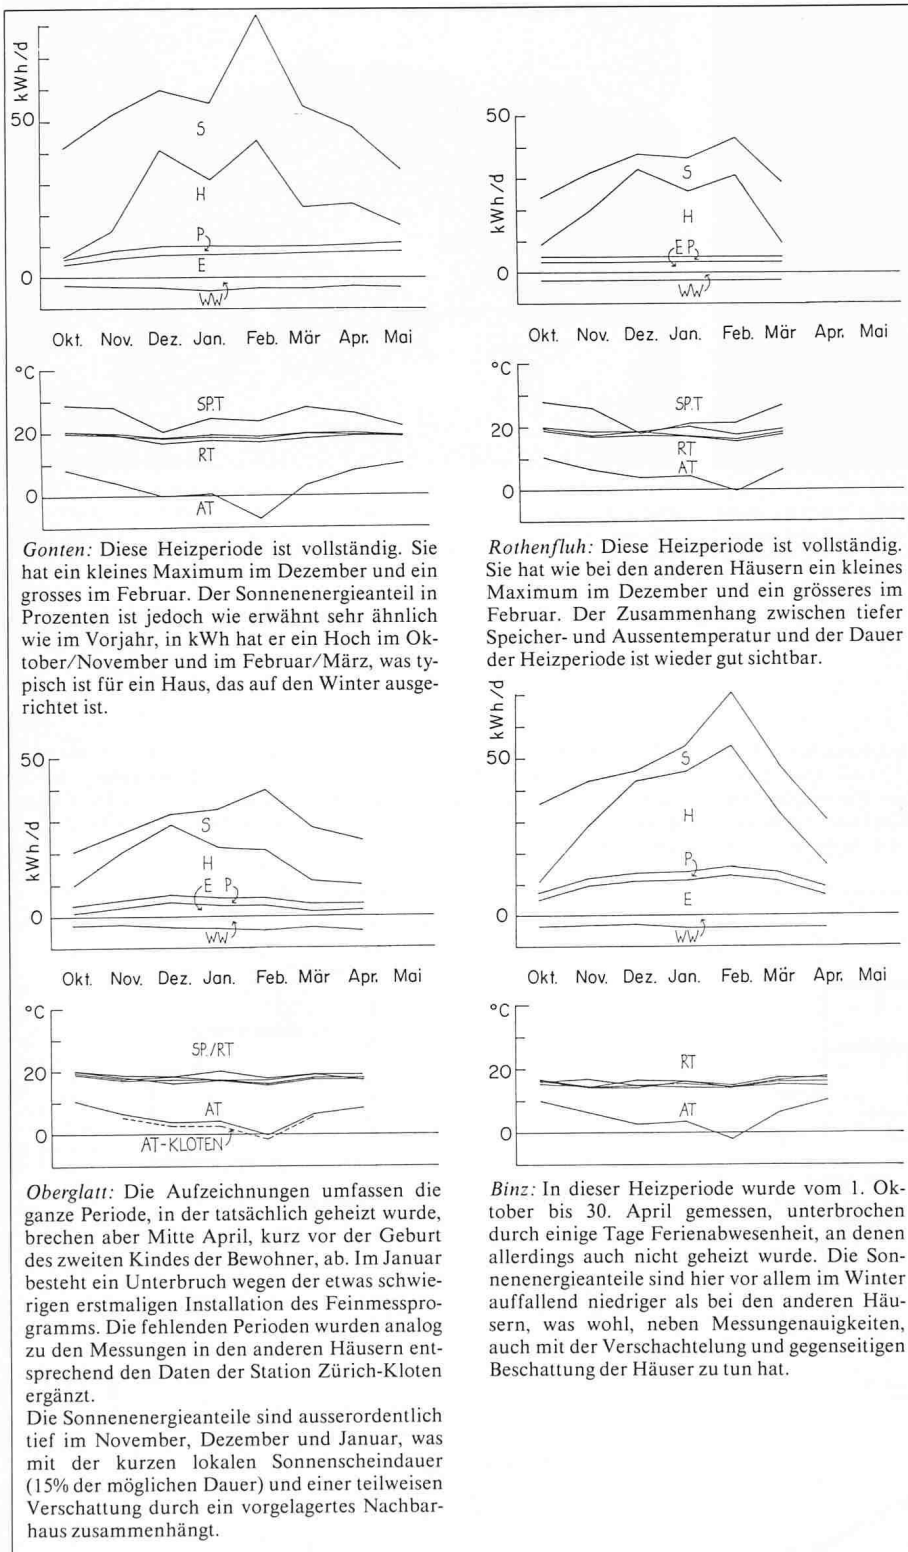 kWh/d
50
0
S
H
P
E
WW
Okt. Nov. Dez. Jan. Feb. Mär Apr. Mai
°C
20
0
SP.T
RT
AT
Gonten: Diese Heizperiode ist vollständig. Sie
hat ein kleines Maximum im Dezember und ein
grosses im Februar. Der Sonnenenergieanteil in
Prozenten ist jedoch wie erwähnt sehr ähnlich
wie im Vorjahr, in kWh hat er ein Hoch im Ok-
tober/November und im Februar/März, was ty-
pisch ist für ein Haus, das auf den Winter ausge-
richtet ist.
kWh/d
50
0
S
H
E P
WW
Okt. Nov. Dez. Jan. Feb. Mär Apr. Mai
°C
20
0
SP.T
RT
AT
Rothenfluh: Diese Heizperiode ist vollständig.
Sie hat wie bei den anderen Häusern ein kleines
Maximum im Dezember und ein grösseres im
Februar. Der Zusammenhang zwischen tiefer
Speicher- und Aussentemperatur und der Dauer
der Heizperiode ist wieder gut sichtbar.
kWh/d
50
0
S
H
E P
WW
Okt. Nov. Dez. Jan. Feb. Mär Apr. Mai
°C
20
0
SP./RT
AT
AT-KLOTEN
Oberglatt: Die Aufzeichnungen umfassen die
ganze Periode, in der tatsächlich geheizt wurde,
brechen aber Mitte April, kurz vor der Geburt
des zweiten Kindes der Bewohner, ab. Im Januar
besteht ein Unterbruch wegen der etwas schwie-
rigen erstmaligen Installation des Feinmesspro-
gramms. Die fehlenden Perioden wurden analog
zu den Messungen in den anderen Häusern ent-
sprechend den Daten der Station Zürich-Kloten
ergänzt.
Die Sonnenenergieanteile sind ausserordentlich
tief im November, Dezember und Januar, was
mit der kurzen lokalen Sonnenscheindauer
(15% der möglichen Dauer) und einer teilweisen
Verschattung durch ein vorgelagertes Nachbar-
haus zusammenhängt.
kWh/d
50
0
S
H
P
E
WW
Okt. Nov. Dez. Jan. Feb. Mär Apr. Mai
°C
20
0
RT
AT
Binz: In dieser Heizperiode wurde vom 1. Ok-
tober bis 30. April gemessen, unterbrochen
durch einige Tage Ferienabwesenheit, an denen
allerdings auch nicht geheizt wurde. Die Son-
nenenergieanteile sind hier vor allem im Winter
auffallend niedriger als bei den anderen Häu-
sern, was wohl, neben Messungenauigkeiten,
auch mit der Verschachtelung und gegenseitigen
Beschattung der Häuser zu tun hat.